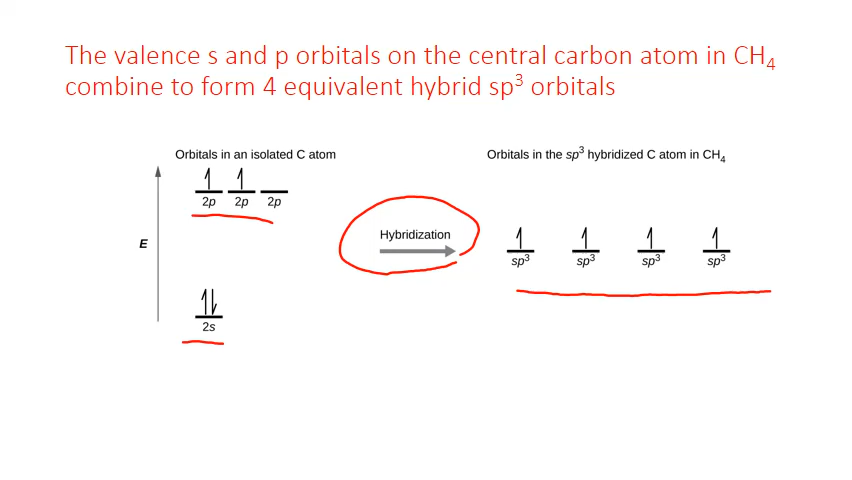 The valence s and p orbitals on the central carbon atom in CH₄
combine to form 4 equivalent hybrid sp³ orbitals
Orbitals in an isolated C atom
2p 2p 2p
E
2s
Hybridization
Orbitals in the sp³ hybridized C atom in CH₄
sp³ sp³ sp³ sp³